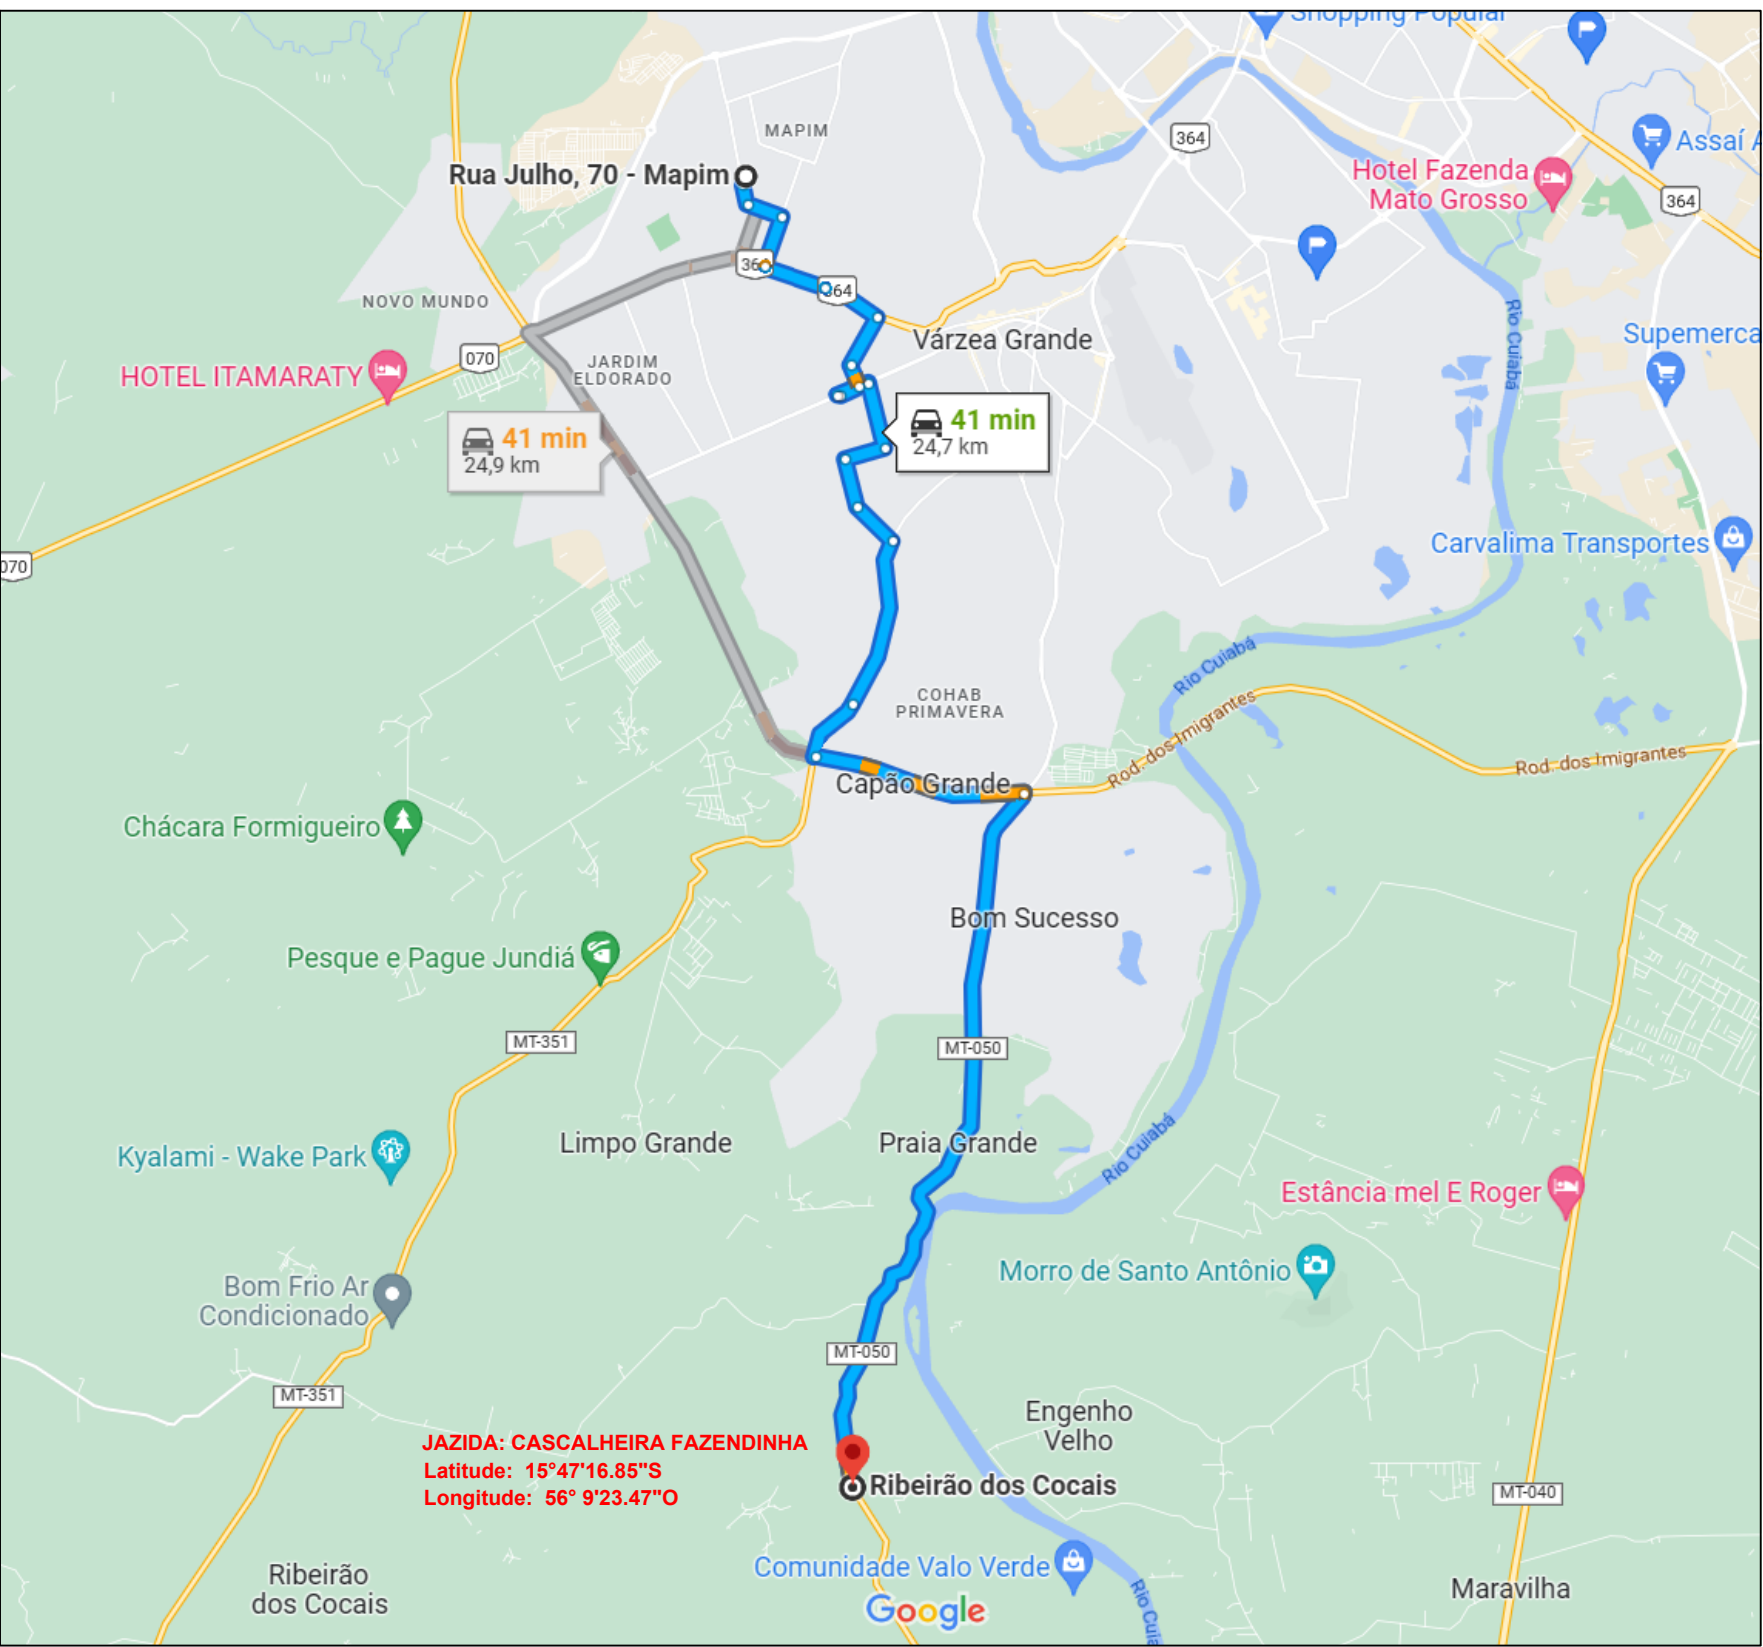 Shopping Popular
364
MAPIM
Assaí A
Rua Julho, 70 - Mapim
Hotel Fazenda
Mato Grosso
364
364
364
NOVO MUNDO
Rio Cuiabá
Várzea Grande
Supemerca
070
JARDIM
ELDORADO
HOTEL ITAMARATY
41 min
24,7 km
41 min
24,9 km
Carvalima Transportes
070
Rio Cuiabá
COHAB
PRIMAVERA
Rod. dos Imigrantes
Rod. dos Imigrantes
Capão Grande
Chácara Formigueiro
Bom Sucesso
Pesque e Pague Jundiá
MT-351
MT-050
Limpo Grande
Praia Grande
Kyalami - Wake Park
Rio Cuiabá
Estância mel E Roger
Morro de Santo Antônio
Bom Frio Ar
Condicionado
MT-050
MT-351
Engenho
Velho
JAZIDA: CASCALHEIRA FAZENDINHA
Latitude: 15°47'16.85"S
Longitude: 56° 9'23.47"O
Ribeirão dos Cocais
MT-040
Comunidade Valo Verde
Ribeirão
dos Cocais
Maravilha
Google
Rio Cuia